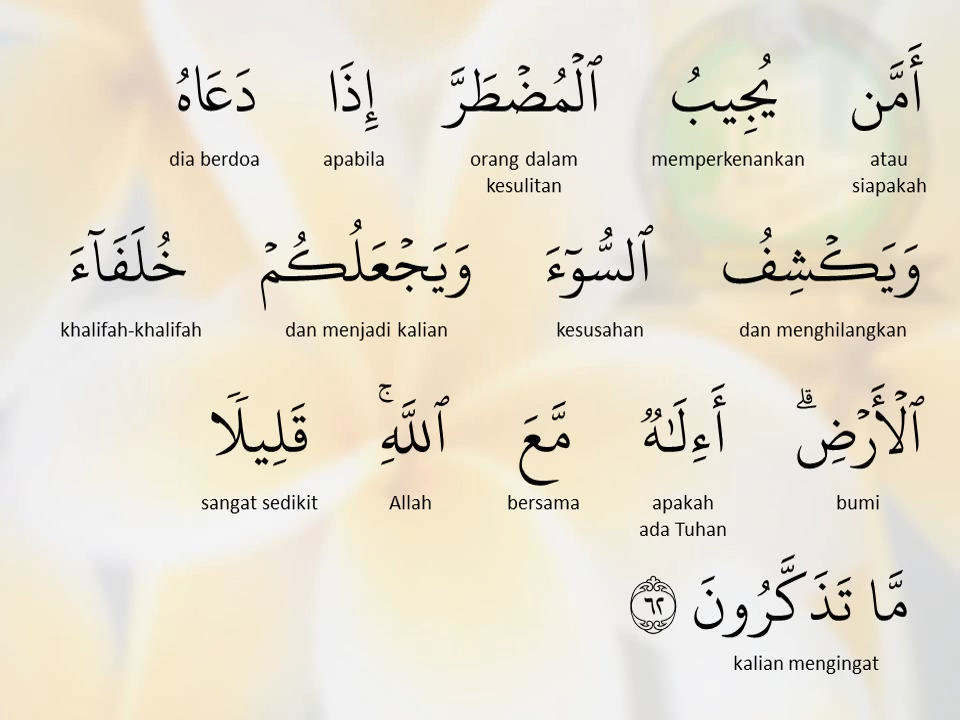 أَمَّن يُجِيبُ ٱلْمُضْطَرَّ إِذَا دَعَاهُ
atau siapakah memperkenankan orang dalam kesulitan apabila dia berdoa
وَيَكْشِفُ ٱلسُّوٓءَ وَيَجْعَلُكُمْ خُلَفَآءَ
dan menghilangkan kesusahan dan menjadi kalian khalifah-khalifah
ٱلْأَرْضِ ۗ أَءِلَـٰهٌ مَّعَ ٱللَّهِ ۚ قَلِيلًا
bumi apakah ada Tuhan bersama Allah sangat sedikit
مَّا تَذَكَّرُونَ ٦٢
kalian mengingat